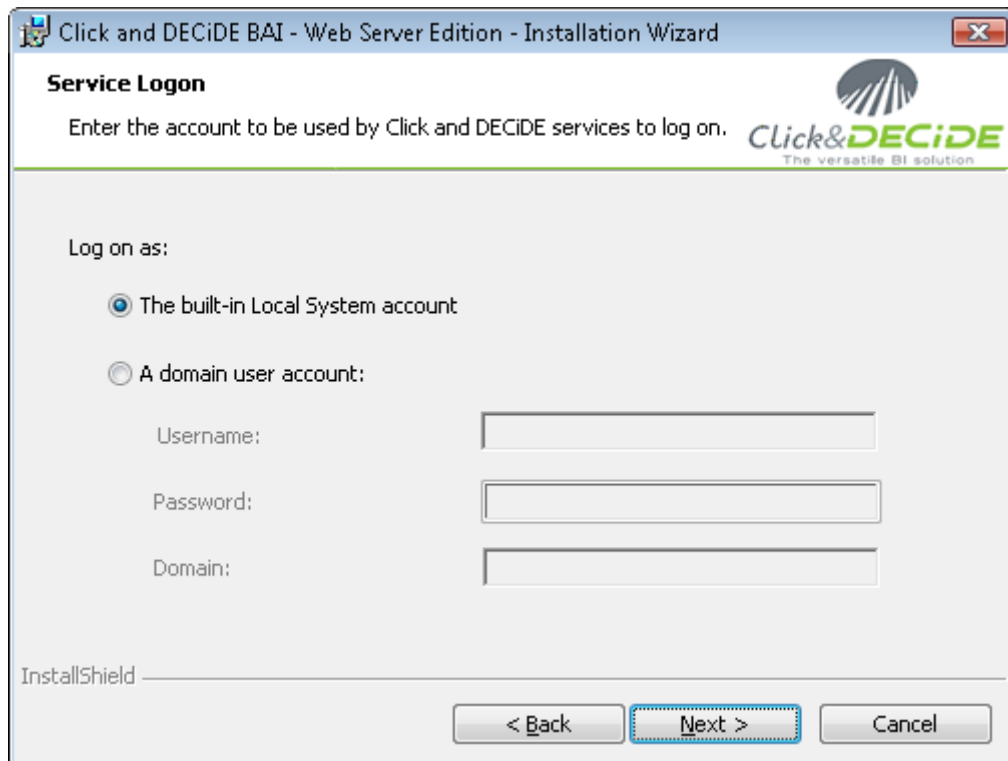 Click and DECiDE BAI - Web Server Edition - Installation Wizard
Service Logon
Enter the account to be used by Click and DECiDE services to log on.
Click&DECiDE
The versatile BI solution
Log on as:
The built-in Local System account
A domain user account:
Username:
Password:
Domain:
InstallShield
< Back
Next >
Cancel